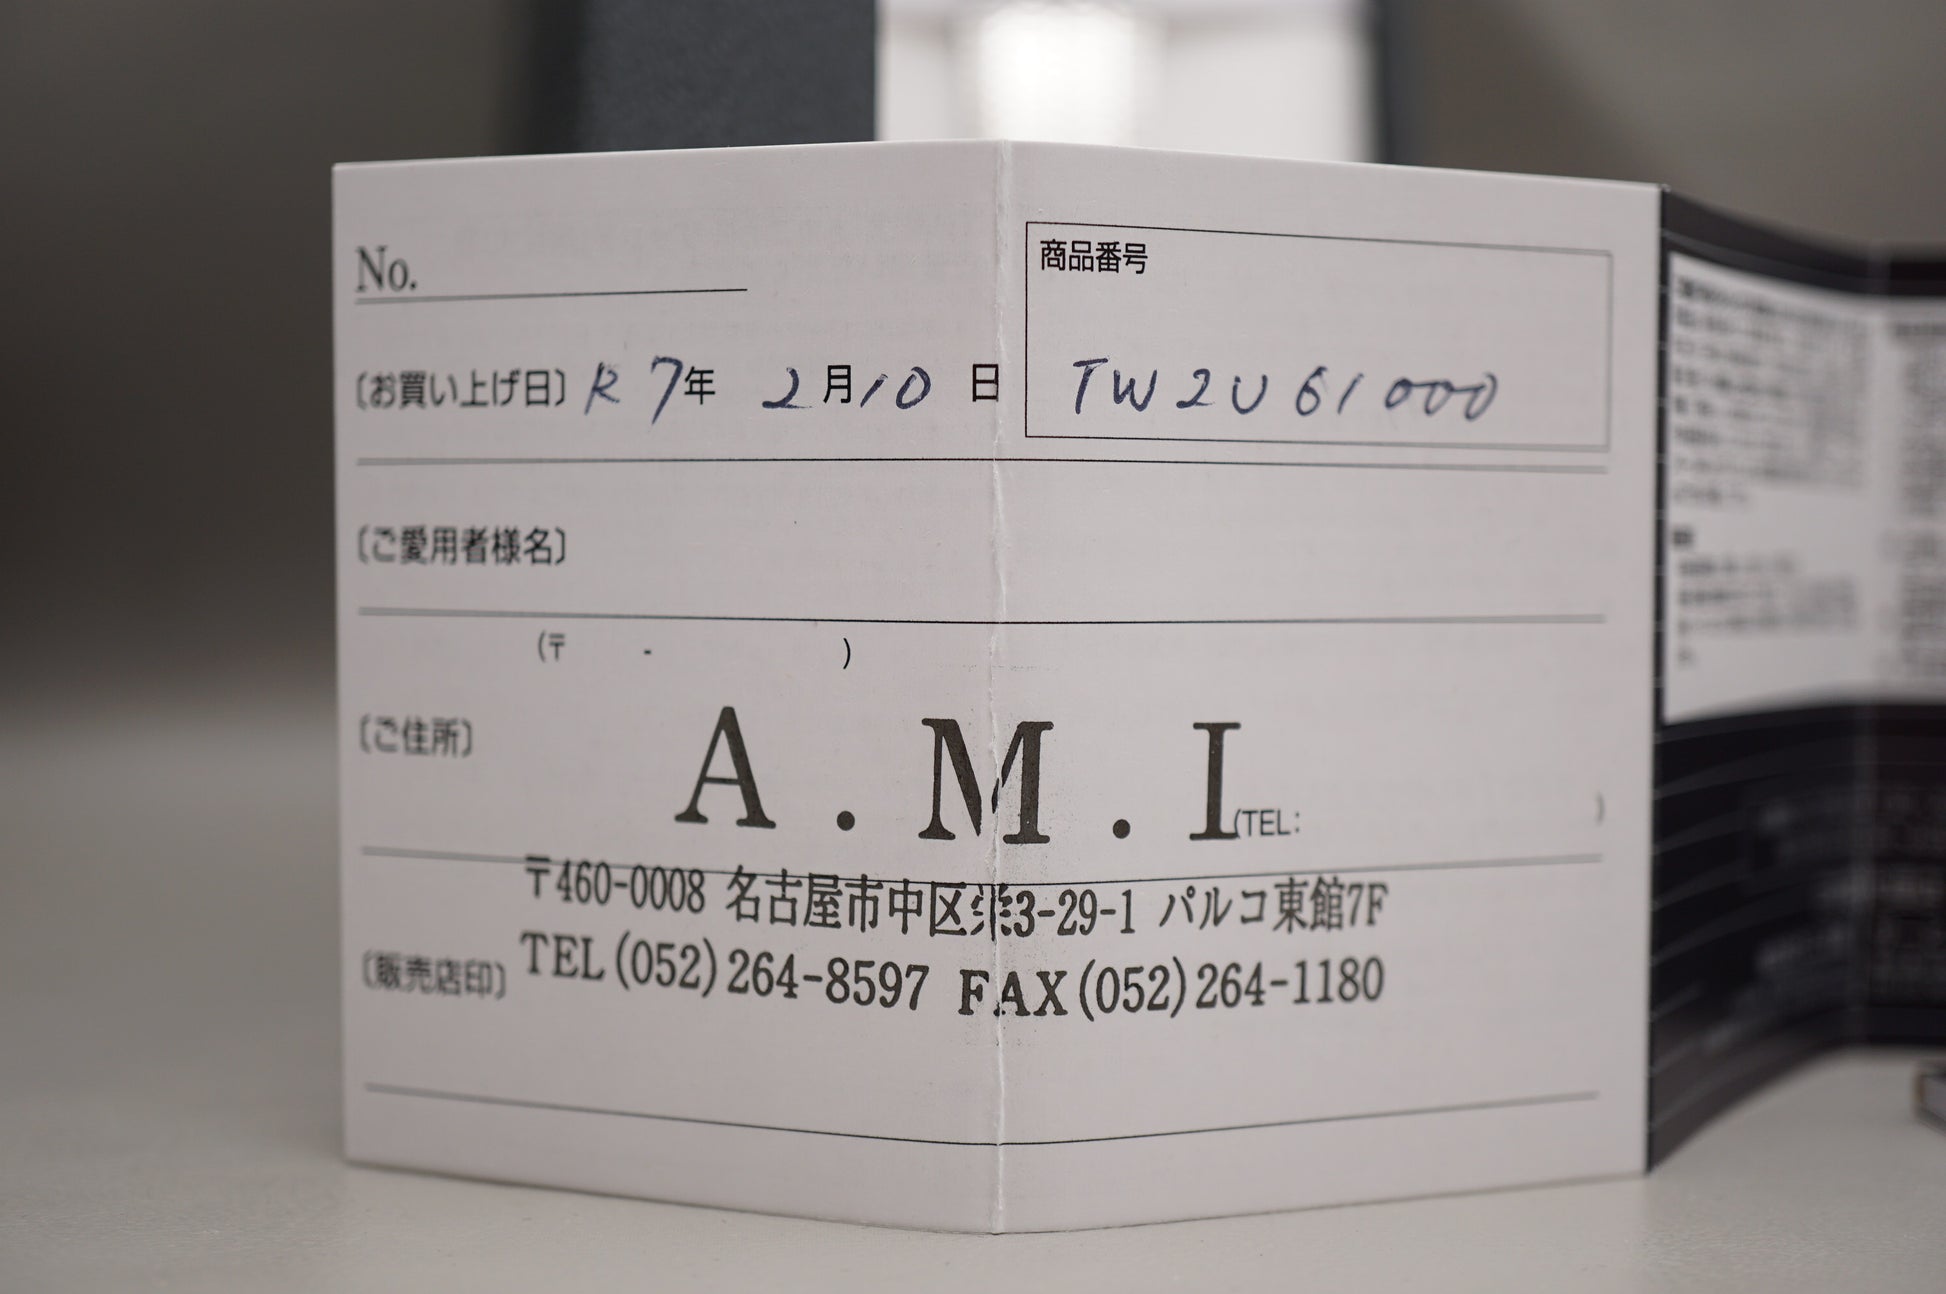 No.
商品番号
〔お買い上げ日〕R 7年 2月10日
TW2U61000
〔ご愛用者様名〕
(〒 - )
〔ご住所〕
A.M.I
(TEL: )
〒460-0008 名古屋市中区栄3-29-1 パルコ東館7F
〔販売店印〕
TEL(052)264-8597 FAX(052)264-1180